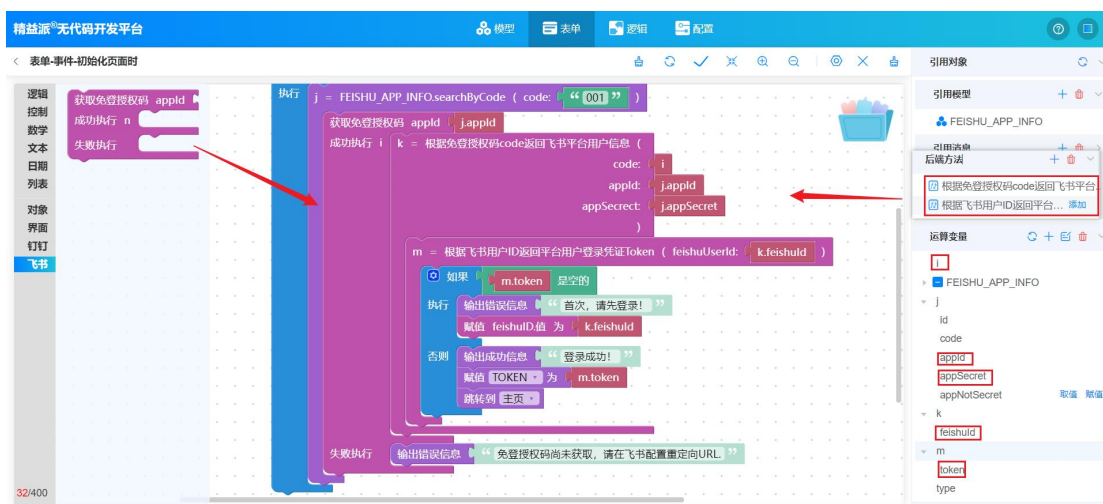 精益派®无代码开发平台 模型 表单 逻辑 配置
表单-事件-初始化页面时 引用对象
逻辑
控制
数学
文本
日期
列表
对象
界面
钉钉
飞书
32/400
获取免登授权码 appId
成功执行 n
失败执行
执行 j = FEISHU_APP_INFO.searchByCode ( code: “ 001 ” )
获取免登授权码 appId j.appId
成功执行 i k = 根据免登授权码code返回飞书平台用户信息 (
code: i
appId: j.appId
appSecrect: j.appSecret
)
m = 根据飞书用户ID返回平台用户登录凭证Token ( feishuUserId: k.feishuId )
如果 m.token 是空的
执行 输出错误信息 “ 首次，请先登录！ ”
赋值 feishuID.值 为 k.feishuId
否则 输出成功信息 “ 登录成功！ ”
赋值 TOKEN 为 m.token
跳转到 主页
失败执行 输出错误信息 “ 免登授权码尚未获取，请在飞书配置重定向URL. ”
引用模型
FEISHU_APP_INFO
引用消息
后端方法
根据免登授权码code返回飞书平台...
根据飞书用户ID返回平台... 添加
运算变量
i
FEISHU_APP_INFO
j
id
code
appId
appSecret
appNotSecret 取值 赋值
k
feishuId
m
token
type